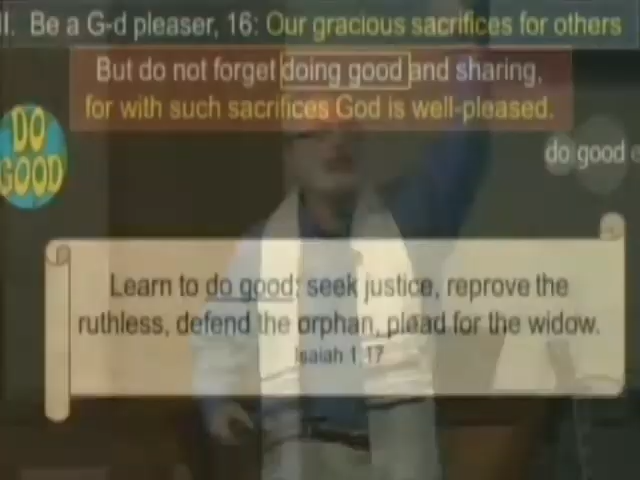 II. Be a G-d pleaser, 16: Our gracious sacrifices for others
But do not forget doing good and sharing,
for with such sacrifices God is well-pleased.
DO
GOOD
do good
Learn to do good; seek justice, reprove the
ruthless, defend the orphan, plead for the widow.
Isaiah 1.17